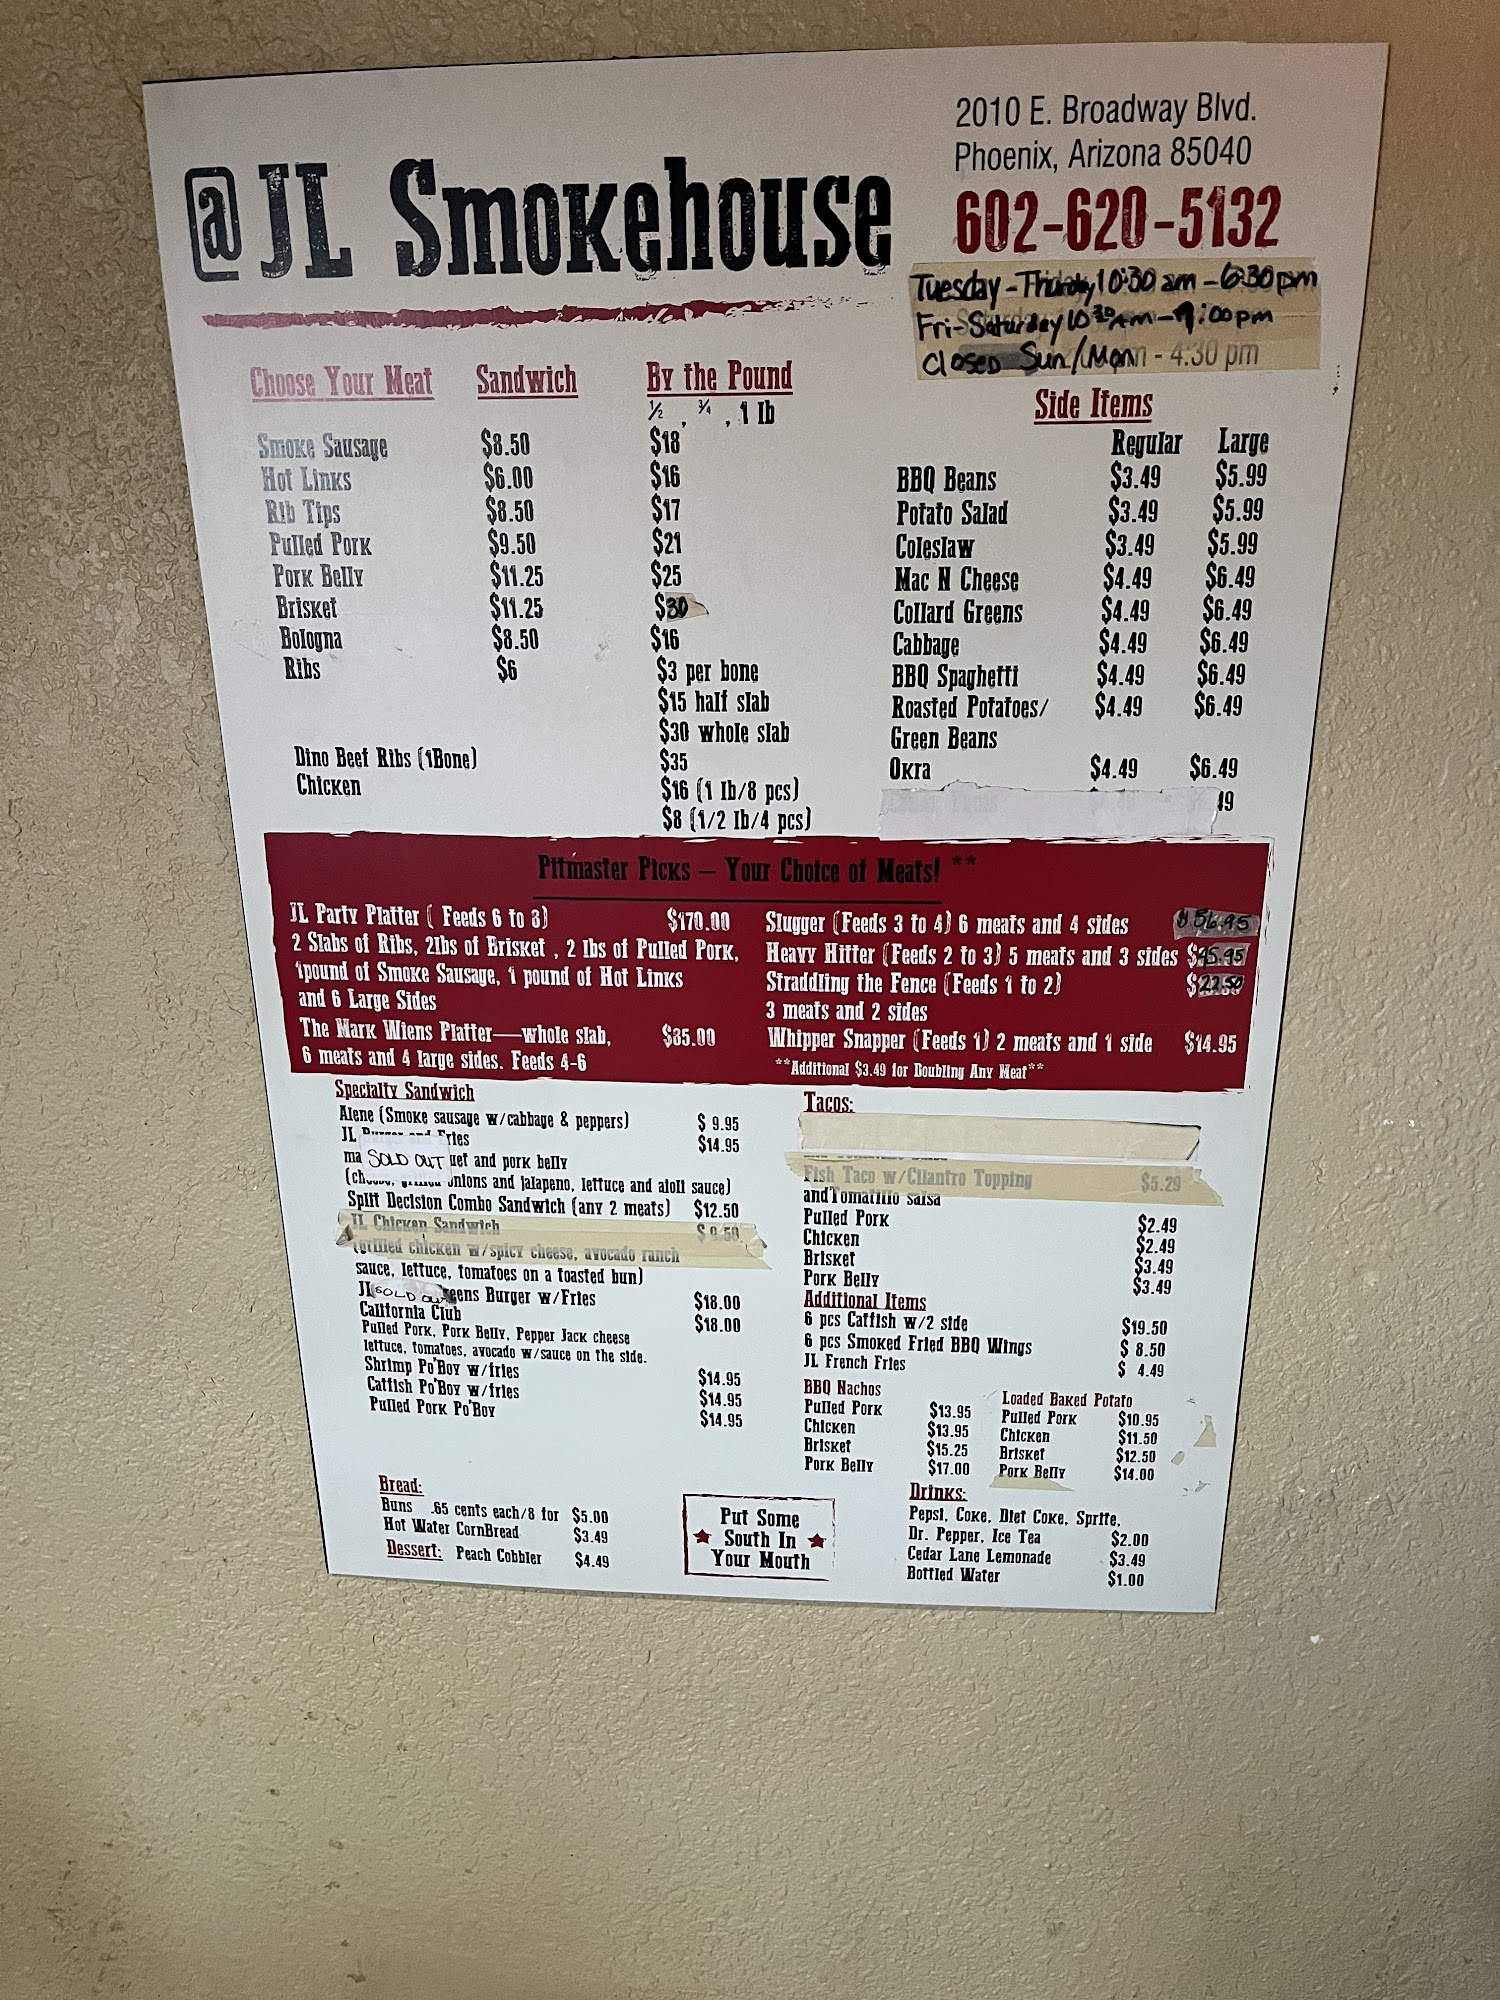 @ JL Smokehouse
2010 E. Broadway Blvd.
Phoenix, Arizona 85040
602-620-5132
Tuesday - Thursday 10:30 am - 6:30 pm
Fri-Saturday 10 30 AM - 9:00 pm
Closed Sun/Mon - 4:30 pm
Choose Your Meat Sandwich By the Pound
½ , ¾ , 1 lb
Smoke Sausage $8.50 $18
Hot Links $6.00 $16
Rib Tips $8.50 $17
Pulled Pork $9.50 $21
Pork Belly $11.25 $25
Brisket $11.25 $30
Bologna $8.50 $16
Ribs $6 $3 per bone
$15 half slab
$30 whole slab
Dino Beef Ribs (1Bone) $35
Chicken $16 (1 lb/8 pcs)
$8 (1/2 lb/4 pcs)
Side Items
Regular Large
BBQ Beans $3.49 $5.99
Potato Salad $3.49 $5.99
Coleslaw $3.49 $5.99
Mac N Cheese $4.49 $6.49
Collard Greens $4.49 $6.49
Cabbage $4.49 $6.49
BBQ Spaghetti $4.49 $6.49
Roasted Potatoes/ $4.49 $6.49
Green Beans
Okra $4.49 $6.49
49
Pitmaster Picks – Your Choice of Meats! **
JL Party Platter ( Feeds 6 to 8) $170.00
2 Slabs of Ribs, 2lbs of Brisket , 2 lbs of Pulled Pork,
1pound of Smoke Sausage, 1 pound of Hot Links
and 6 Large Sides
The Mark Wiens Platter—whole slab, $85.00
6 meats and 4 large sides. Feeds 4-6
Slugger (Feeds 3 to 4) 6 meats and 4 sides $56.95
Heavy Hitter (Feeds 2 to 3) 5 meats and 3 sides $45.95
Straddling the Fence (Feeds 1 to 2) $22.50
3 meats and 2 sides
Whipper Snapper (Feeds 1) 2 meats and 1 side $14.95
**Additional $3.49 for Doubling Any Meat**
Specialty Sandwich
Alene (Smoke sausage w/cabbage & peppers) $ 9.95
JL Burger and Fries $14.95
SOLD OUT and pork belly
onions and jalapeno, lettuce and aioli sauce)
Split Decision Combo Sandwich (any 2 meats) $12.50
JL Chicken Sandwich $ 9.50
(grilled chicken w/spicy cheese, avocado ranch
sauce, lettuce, tomatoes on a toasted bun)
SOLD OUT Burger w/Fries $18.00
California Club $18.00
Pulled Pork, Pork Belly, Pepper Jack cheese
lettuce, tomatoes, avocado w/sauce on the side.
Shrimp Po'Boy w/fries $14.95
Catfish Po'Boy w/fries $14.95
Pulled Pork Po'Boy $14.95
Tacos:
Fish Taco w/Cilantro Topping $5.29
and Tomatillo salsa
Pulled Pork $2.49
Chicken $2.49
Brisket $3.49
Pork Belly $3.49
Additional Items
6 pcs Catfish w/2 side $19.50
6 pcs Smoked Fried BBQ Wings $ 8.50
JL French Fries $ 4.49
BBQ Nachos
Pulled Pork $13.95
Chicken $13.95
Brisket $15.25
Pork Belly $17.00
Loaded Baked Potato
Pulled Pork $10.95
Chicken $11.50
Brisket $12.50
Pork Belly $14.00
Bread:
Buns .65 cents each/8 for $5.00
Hot Water CornBread $3.49
Dessert: Peach Cobbler $4.49
Put Some
South In
Your Mouth
Drinks:
Pepsi, Coke, Diet Coke, Sprite,
Dr. Pepper, Ice Tea $2.00
Cedar Lane Lemonade $3.49
Bottled Water $1.00